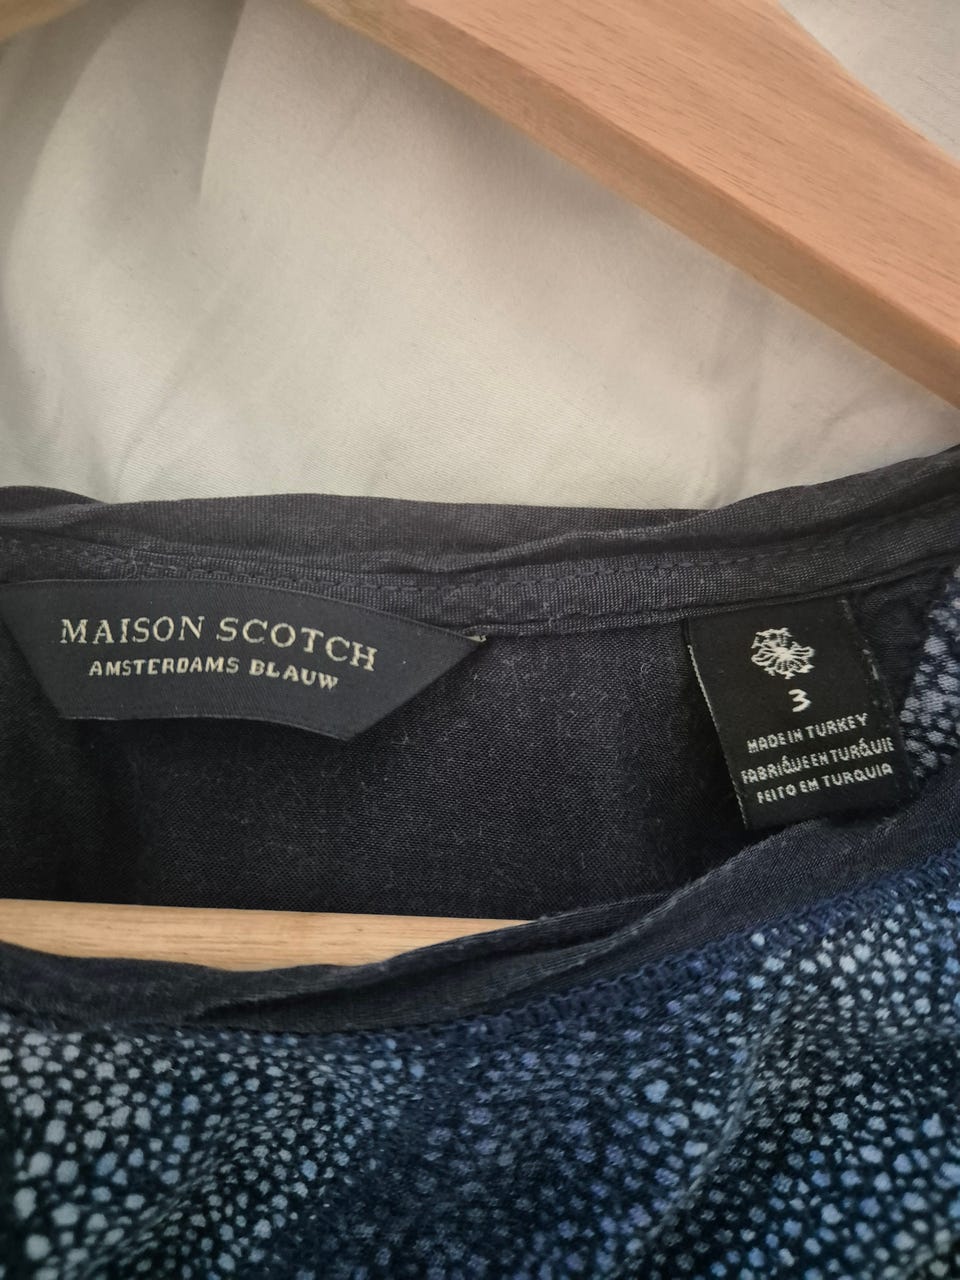 MAISON SCOTCH
AMSTERDAMS BLAUW
3
MADE IN TURKEY
FABRIQUE EN TURQUIE
FEITO EM TURQUIA